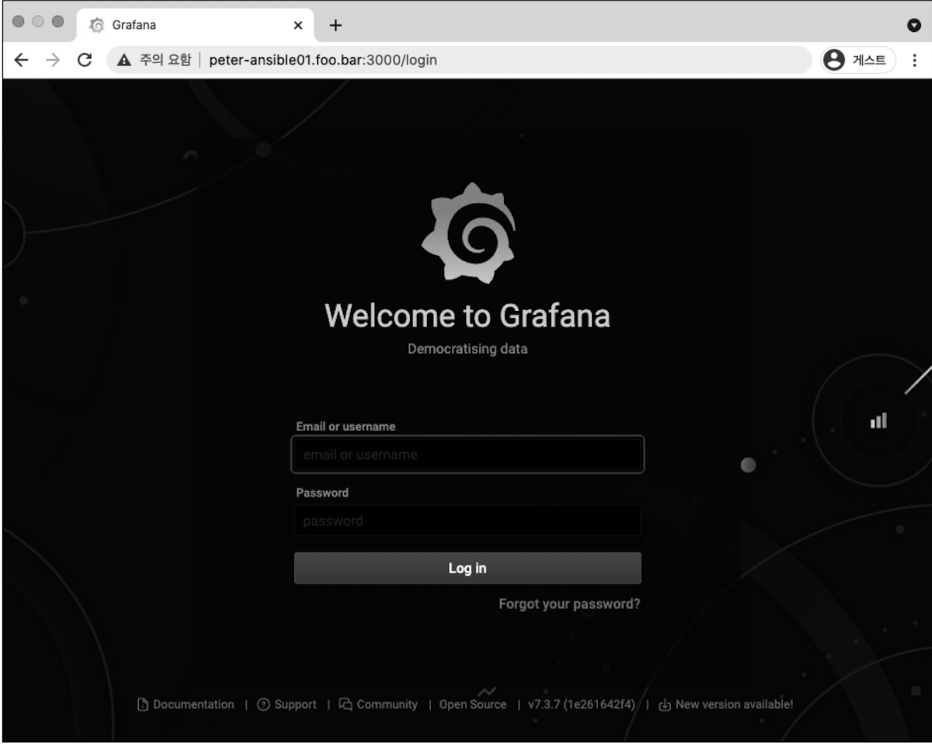 Grafana
주의 요함 peter-ansible01.foo.bar:3000/login 게스트
Welcome to Grafana
Democratising data
Email or username
email or username
Password
password
Log in
Forgot your password?
Documentation | Support | Community | Open Source | v7.3.7 (1e261642f4) | New version available!